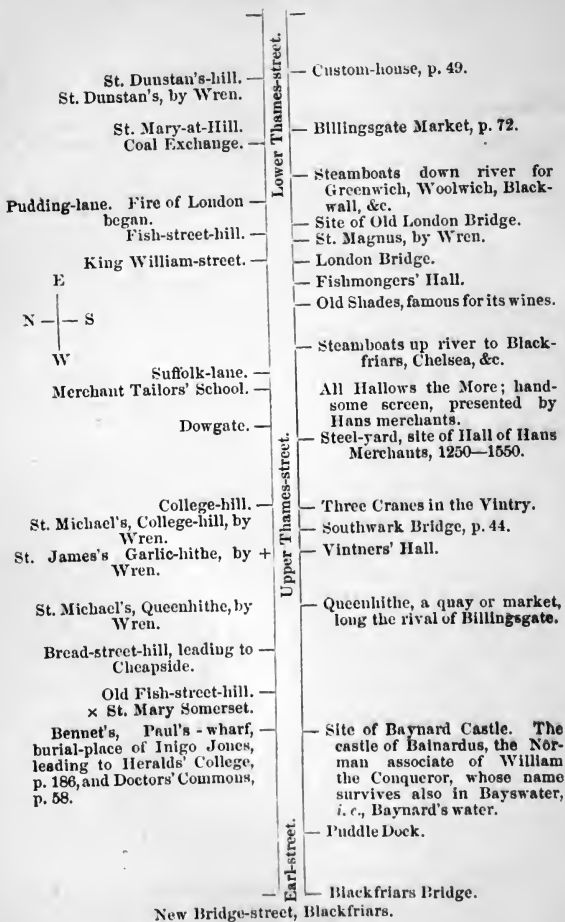 Lower Thames-street.
St. Dunstan's-hill. —
St. Dunstan's, by Wren.
— Custom-house, p. 49.
St. Mary-at-Hill.
Coal Exchange. —
— Billingsgate Market, p. 72.
— Steamboats down river for
Greenwich, Woolwich, Black-
wall, &c.
Pudding-lane. Fire of London —
began.
Fish-street-hill. —
— Site of Old London Bridge.
— St. Magnus, by Wren.
King William-street. —
— London Bridge.
— Fishmongers' Hall.
— Old Shades, famous for its wines.
E
N — S
W
— Steamboats up river to Black-
friars, Chelsea, &c.
Upper Thames-street.
Suffolk-lane. —
Merchant Tailors' School. —
All Hallows the More; hand-
some screen, presented by
Hans merchants.
Dowgate. —
— Steel-yard, site of Hall of Hans
Merchants, 1250—1550.
College-hill. —
St. Michael's, College-hill, by
Wren.
St. James's Garlic-hithe, by +
Wren.
— Three Cranes in the Vintry.
— Southwark Bridge, p. 44.
— Vintners' Hall.
St. Michael's, Queenhithe, by
Wren.
— Queenhithe, a quay or market,
long the rival of Billingsgate.
Bread-street-hill, leading to —
Cheapside.
Old Fish-street-hill. —
× St. Mary Somerset.
Bennet's, Paul's-wharf,
burial-place of Inigo Jones,
leading to Heralds' College,
p. 186, and Doctors' Commons,
p. 58.
— Site of Baynard Castle. The
castle of Bainardus, the Nor-
man associate of William
the Conqueror, whose name
survives also in Bayswater,
i. e., Baynard's water.
— Puddle Dock.
Earl-street.
— Blackfriars Bridge.
New Bridge-street, Blackfriars.